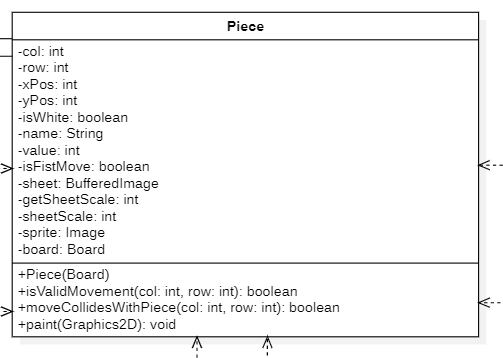 Piece
-col: int
-row: int
-xPos: int
-yPos: int
-isWhite: boolean
-name: String
-value: int
-isFistMove: boolean
-sheet: BufferedImage
-getSheetScale: int
-sheetScale: int
-sprite: Image
-board: Board
+Piece(Board)
+isValidMovement(col: int, row: int): boolean
+moveCollidesWithPiece(col: int, row: int): boolean
+paint(Graphics2D): void